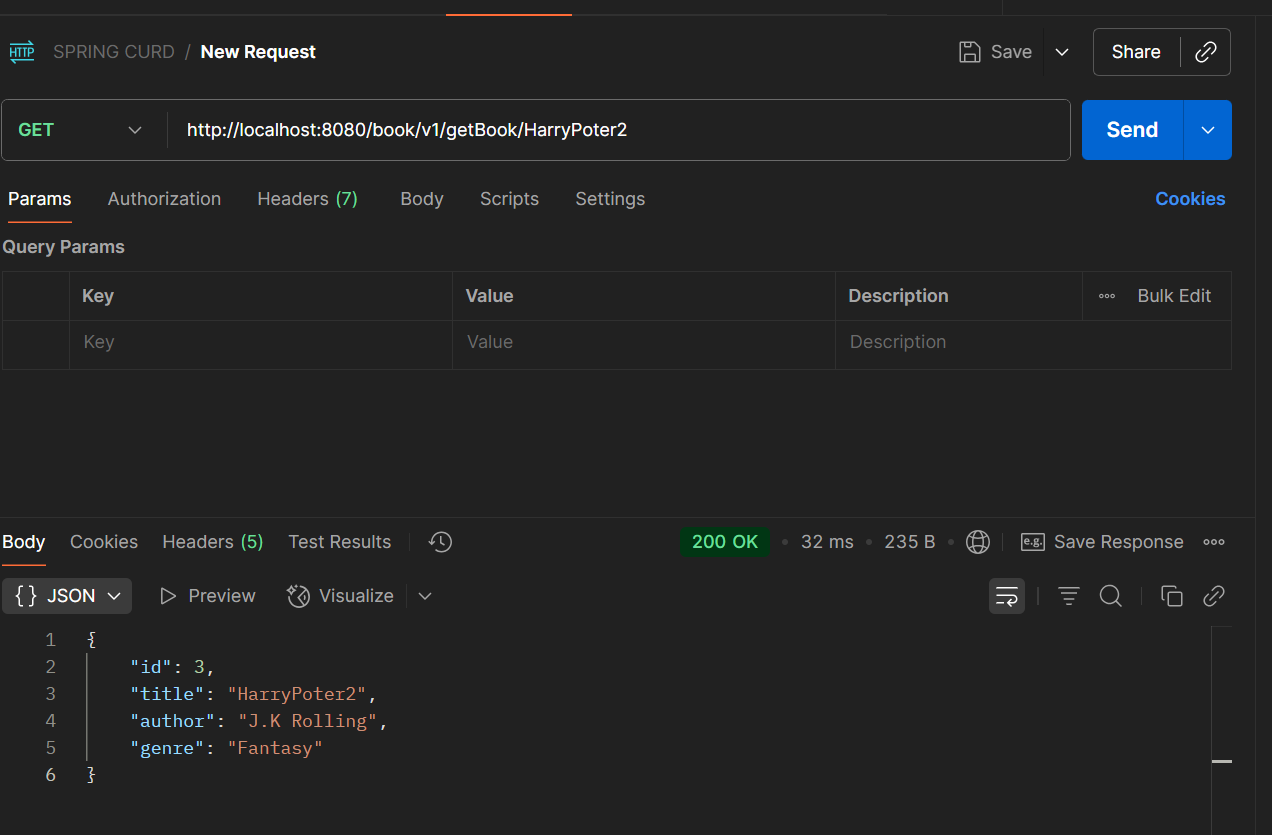 HTTP SPRING CURD / New Request Save Share
GET http://localhost:8080/book/v1/getBook/HarryPoter2 Send
Params Authorization Headers (7) Body Scripts Settings Cookies
Query Params
Key Value Description Bulk Edit
Key Value Description
Body Cookies Headers (5) Test Results 200 OK • 32 ms • 235 B • e.g. Save Response
{ } JSON Preview Visualize
1 {
2 "id": 3,
3 "title": "HarryPoter2",
4 "author": "J.K Rolling",
5 "genre": "Fantasy"
6 }